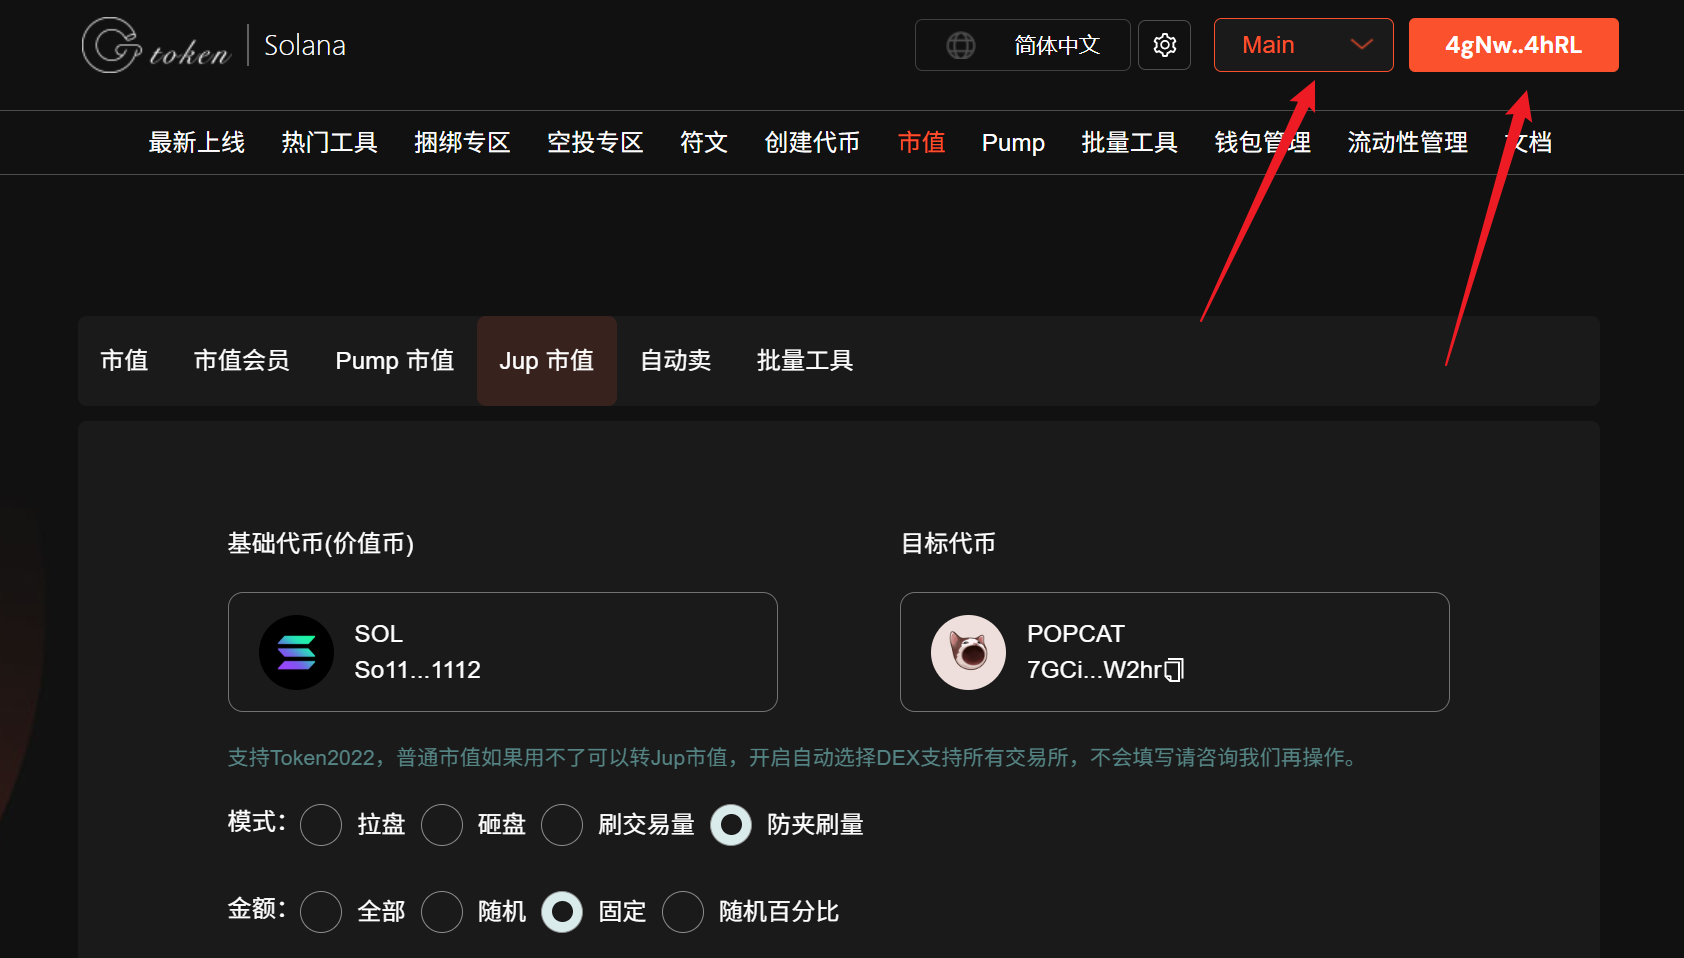 Gtoken | Solana
简体中文
Main
4gNw..4hRL
最新上线 热门工具 捆绑专区 空投专区 符文 创建代币 市值 Pump 批量工具 钱包管理 流动性管理 文档
市值 市值会员 Pump 市值 Jup 市值 自动卖 批量工具
基础代币(价值币)
目标代币
SOL
So11...1112
POPCAT
7GCi...W2hr
支持Token2022，普通市值如果用不了可以转Jup市值，开启自动选择DEX支持所有交易所，不会填写请咨询我们再操作。
模式： 拉盘 砸盘 刷交易量 防夹刷量
金额： 全部 随机 固定 随机百分比